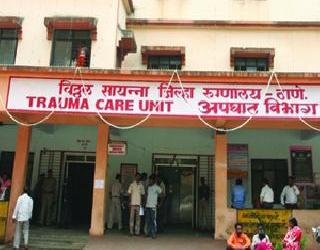 विठ्ठल सायन्ना जिल्हा रुग्णालय - ठाणे.
TRAUMA CARE UNIT अपघात विभाग